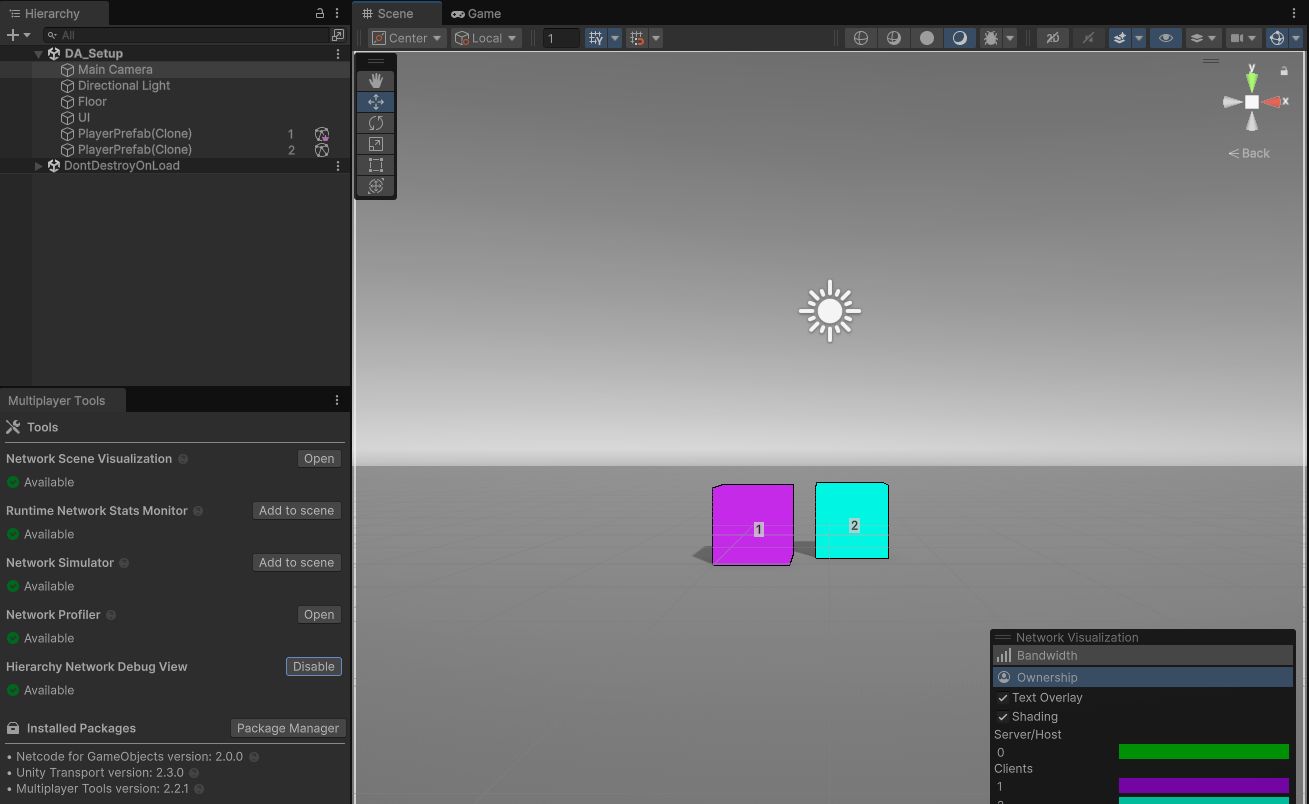 Hierarchy
All
DA_Setup
Main Camera
Directional Light
Floor
UI
PlayerPrefab(Clone) 1
PlayerPrefab(Clone) 2
DontDestroyOnLoad
Multiplayer Tools
Tools
Network Scene Visualization Open
Available
Runtime Network Stats Monitor Add to scene
Available
Network Simulator Add to scene
Available
Network Profiler Open
Available
Hierarchy Network Debug View Disable
Available
Installed Packages Package Manager
• Netcode for GameObjects version: 2.0.0
• Unity Transport version: 2.3.0
• Multiplayer Tools version: 2.2.1
Scene Game
Center Local 1 2D
y
x
< Back
1 2
Network Visualization
Bandwidth
Ownership
Text Overlay
Shading
Server/Host
0
Clients
1